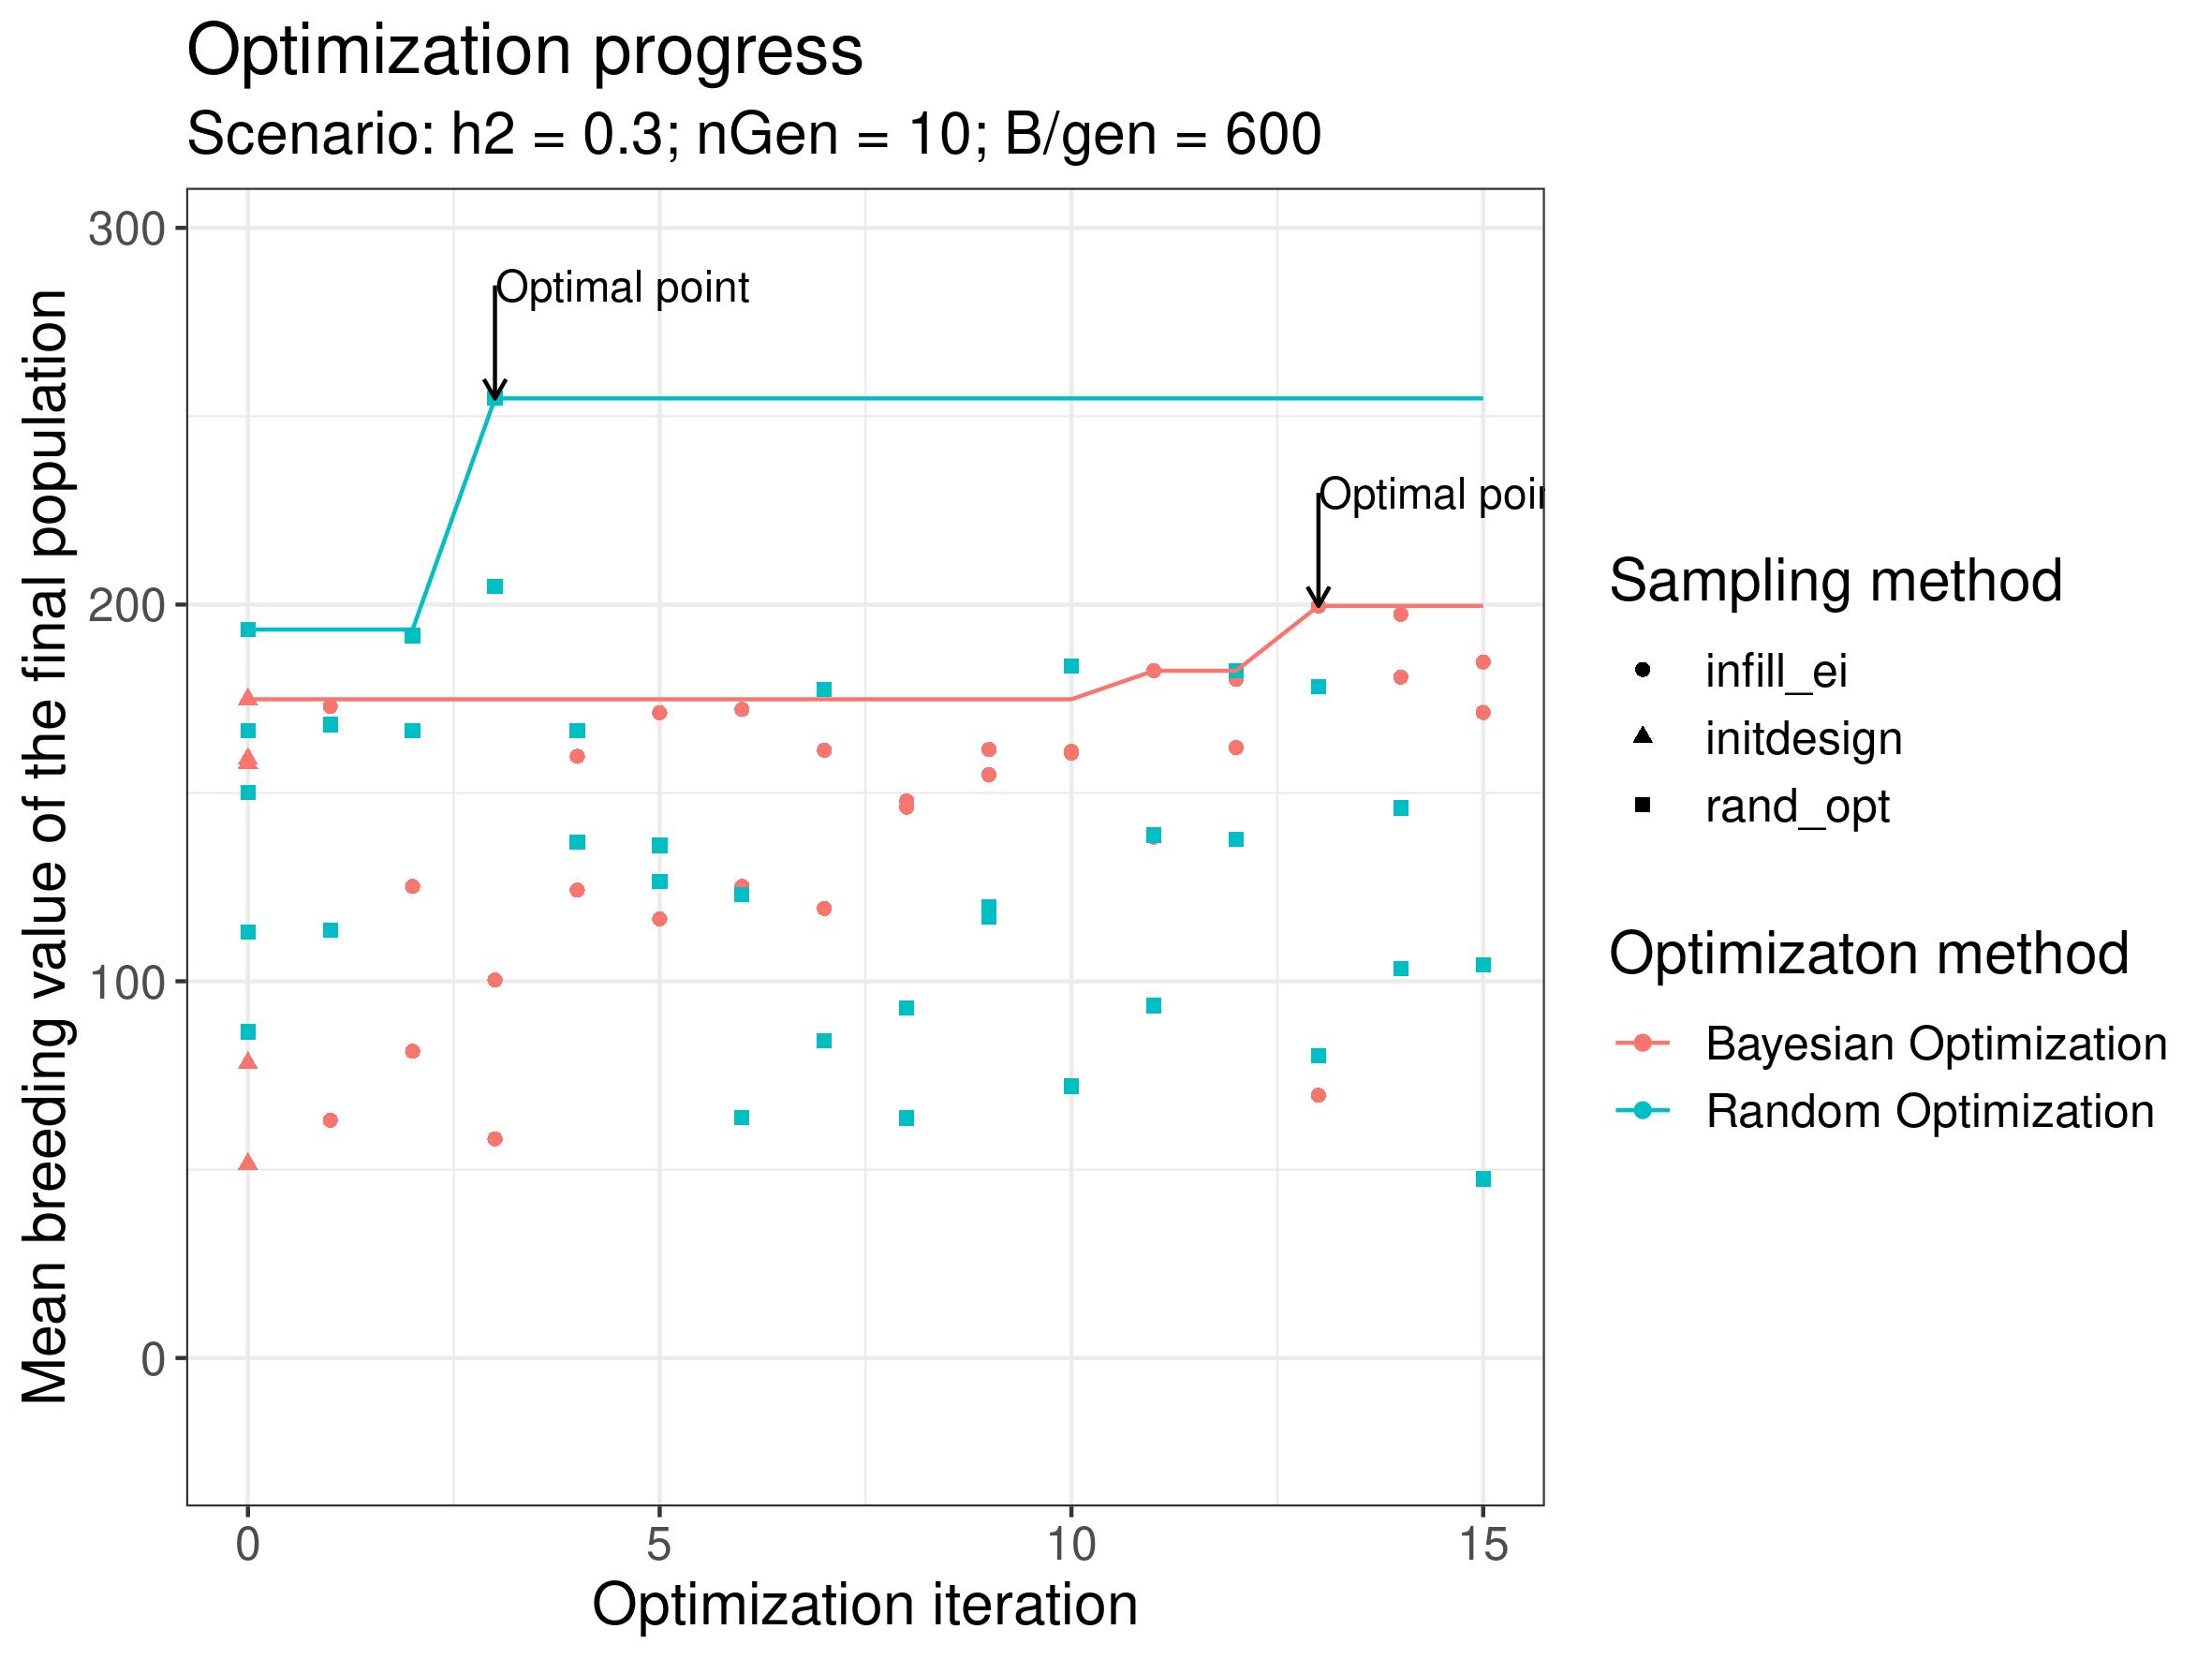 Optimization progress
Scenario: h2 = 0.3; nGen = 10; B/gen = 600
Mean breeding value of the final population
300
200
100
0
Optimal point
Optimal poin
0
5
10
15
Optimization iteration
Sampling method
infill_ei
initdesign
rand_opt
Optimizaton method
Bayesian Optimization
Random Optimization